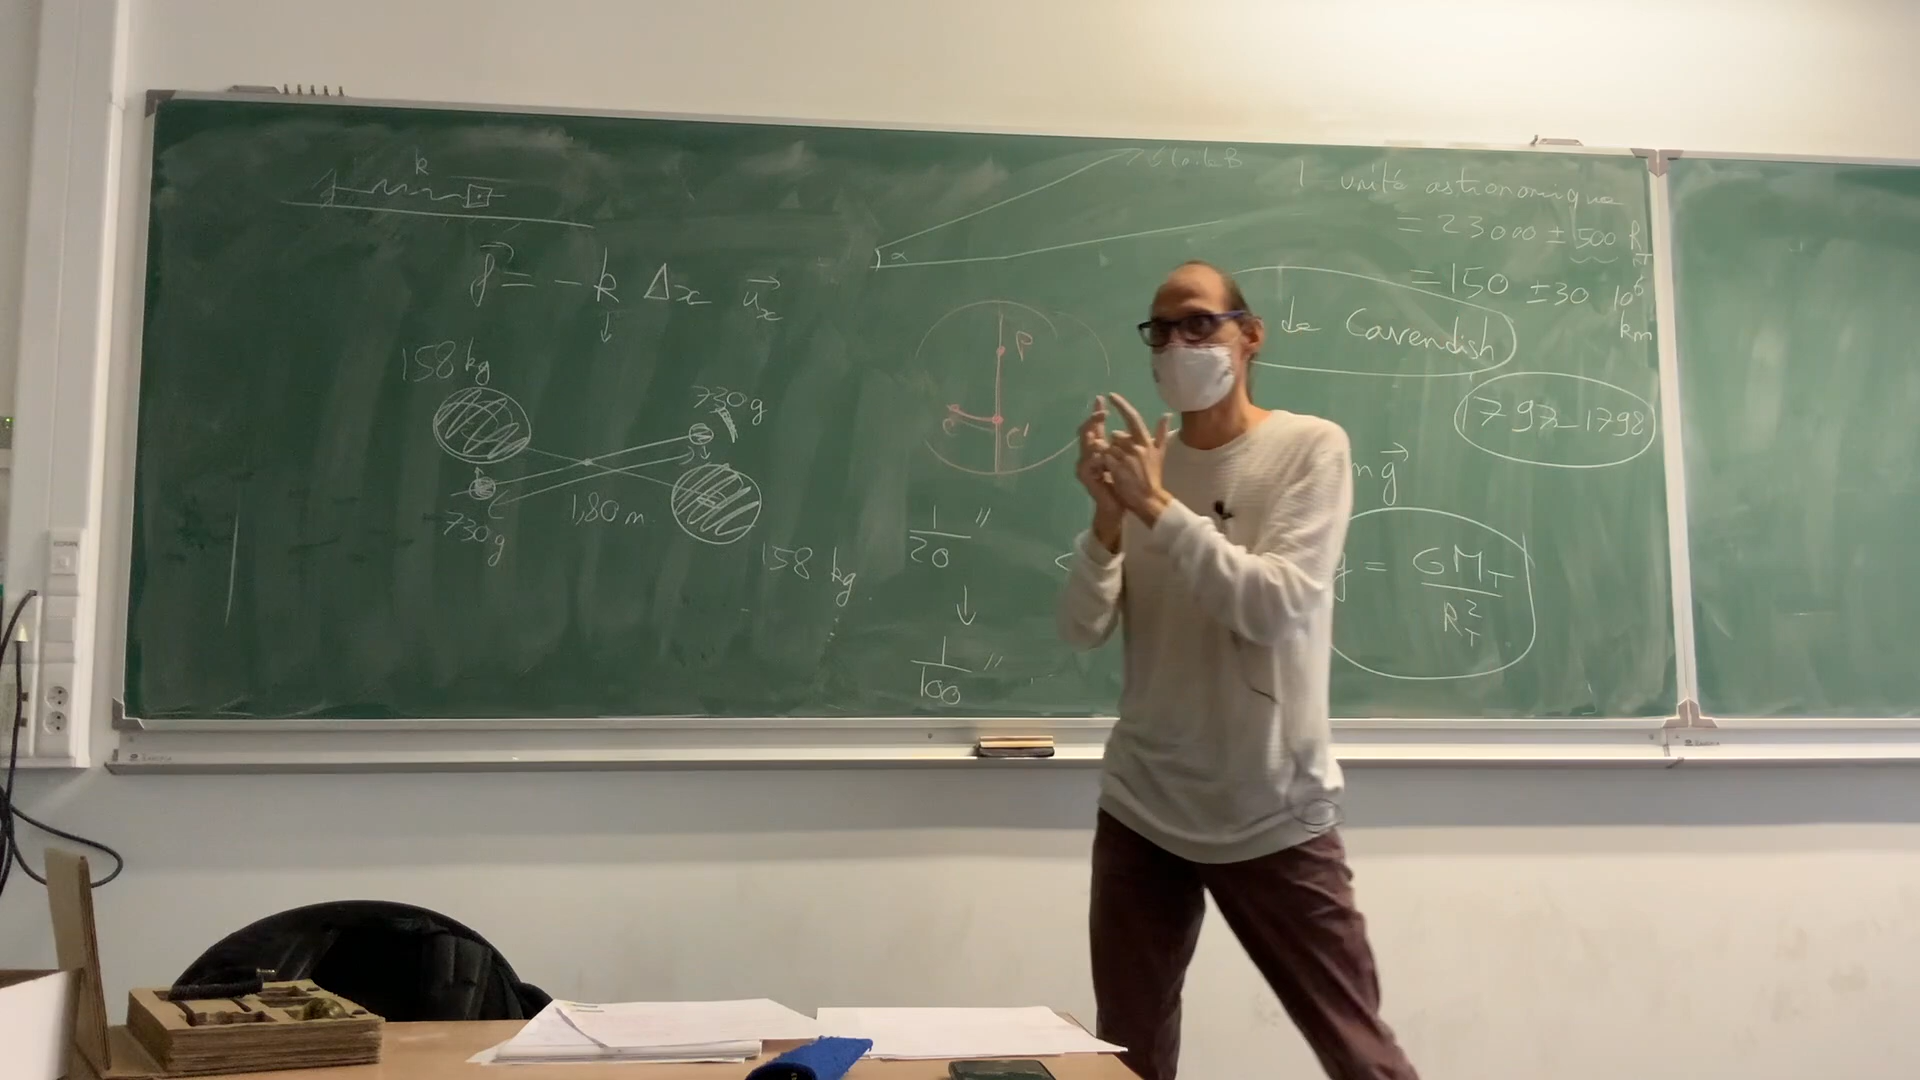 k
f = - k Δx u_x
158 kg
730 g
1,80 m
730 g
158 kg
α
P
C'
1/20 "
1/100 "
1 unité astronomique
= 23000 ± 500 R_T
= 150 ± 30 10^6 km
de Cavendish
1797-1798
m g
g = GM_T / R_T^2